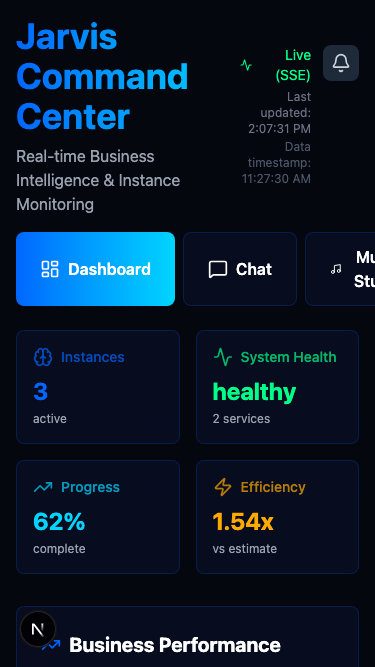 Jarvis
Command
Center
Real-time Business
Intelligence & Instance
Monitoring
Live
(SSE)
Last
updated:
2:07:31 PM
Data
timestamp:
11:27:30 AM
Dashboard
Chat
Mu
Stu
Instances
3
active
System Health
healthy
2 services
Progress
62%
complete
Efficiency
1.54x
vs estimate
N
Business Performance